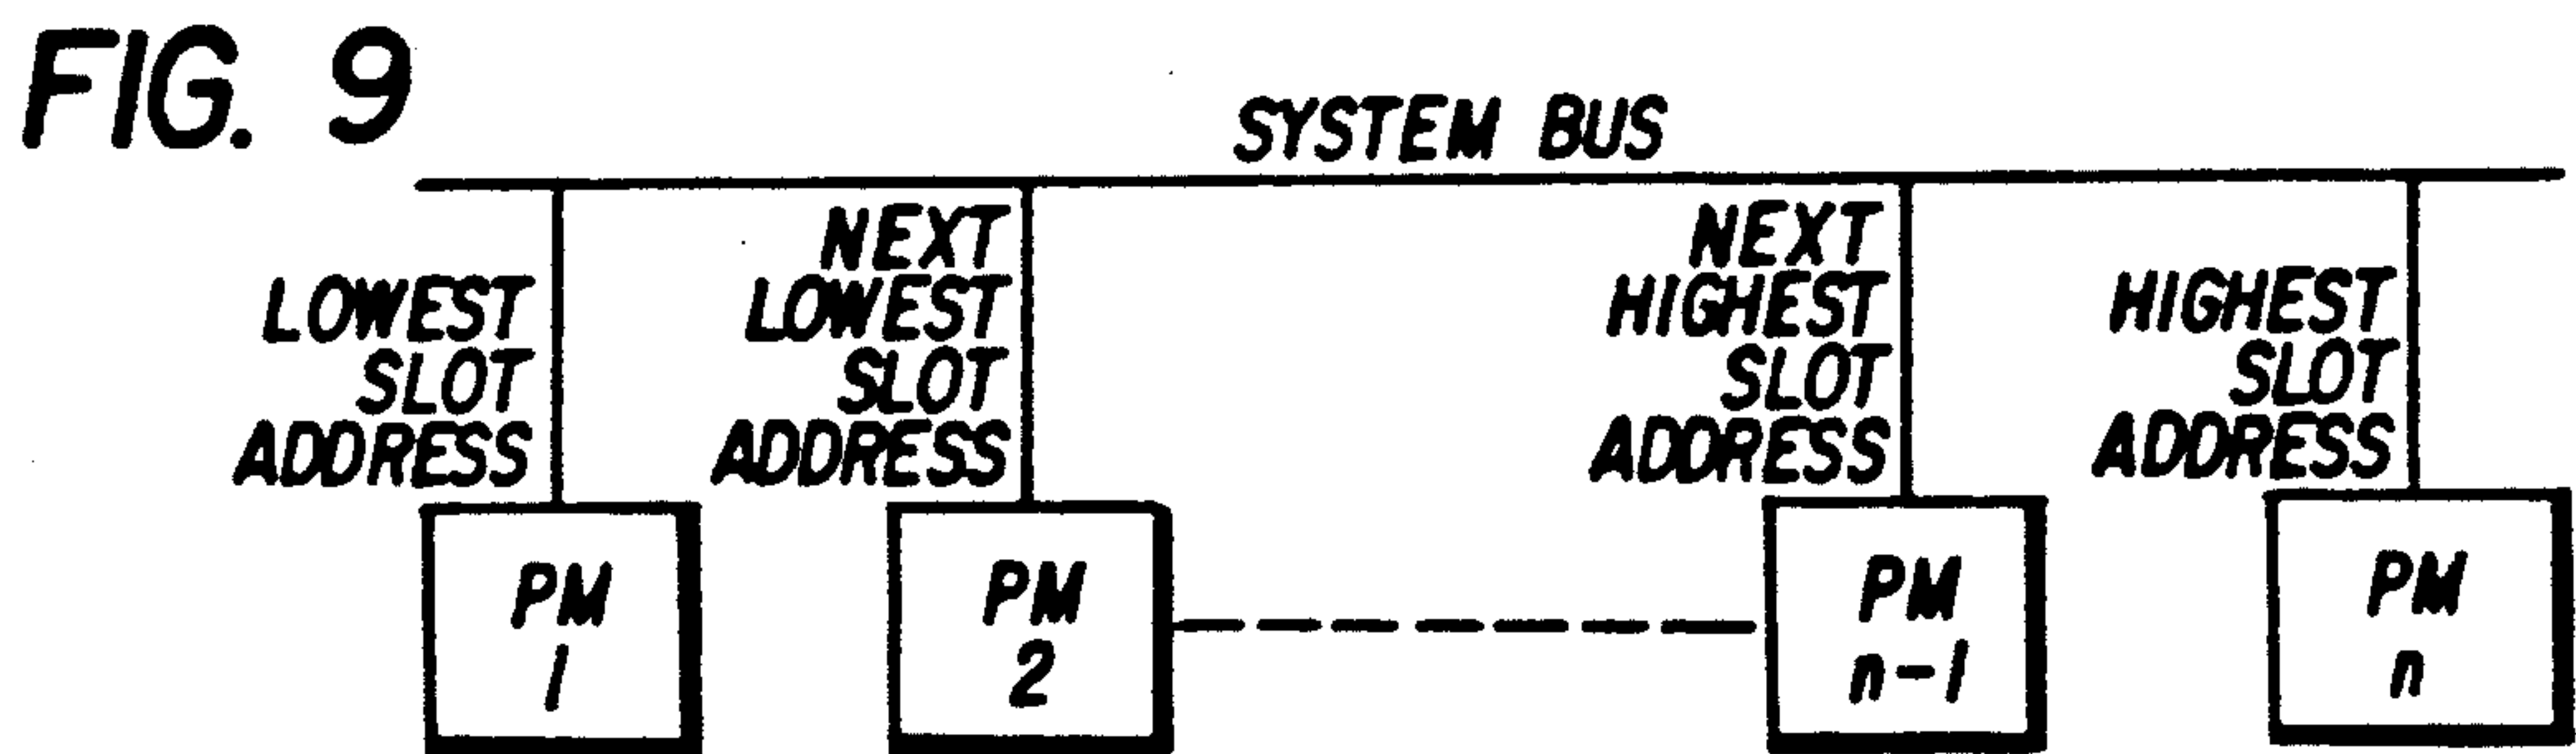 FIG. 9
SYSTEM BUS
LOWEST
SLOT
ADDRESS
NEXT
LOWEST
SLOT
ADDRESS
NEXT
HIGHEST
SLOT
ADDRESS
HIGHEST
SLOT
ADDRESS
PM
1
PM
2
PM
n-1
PM
n